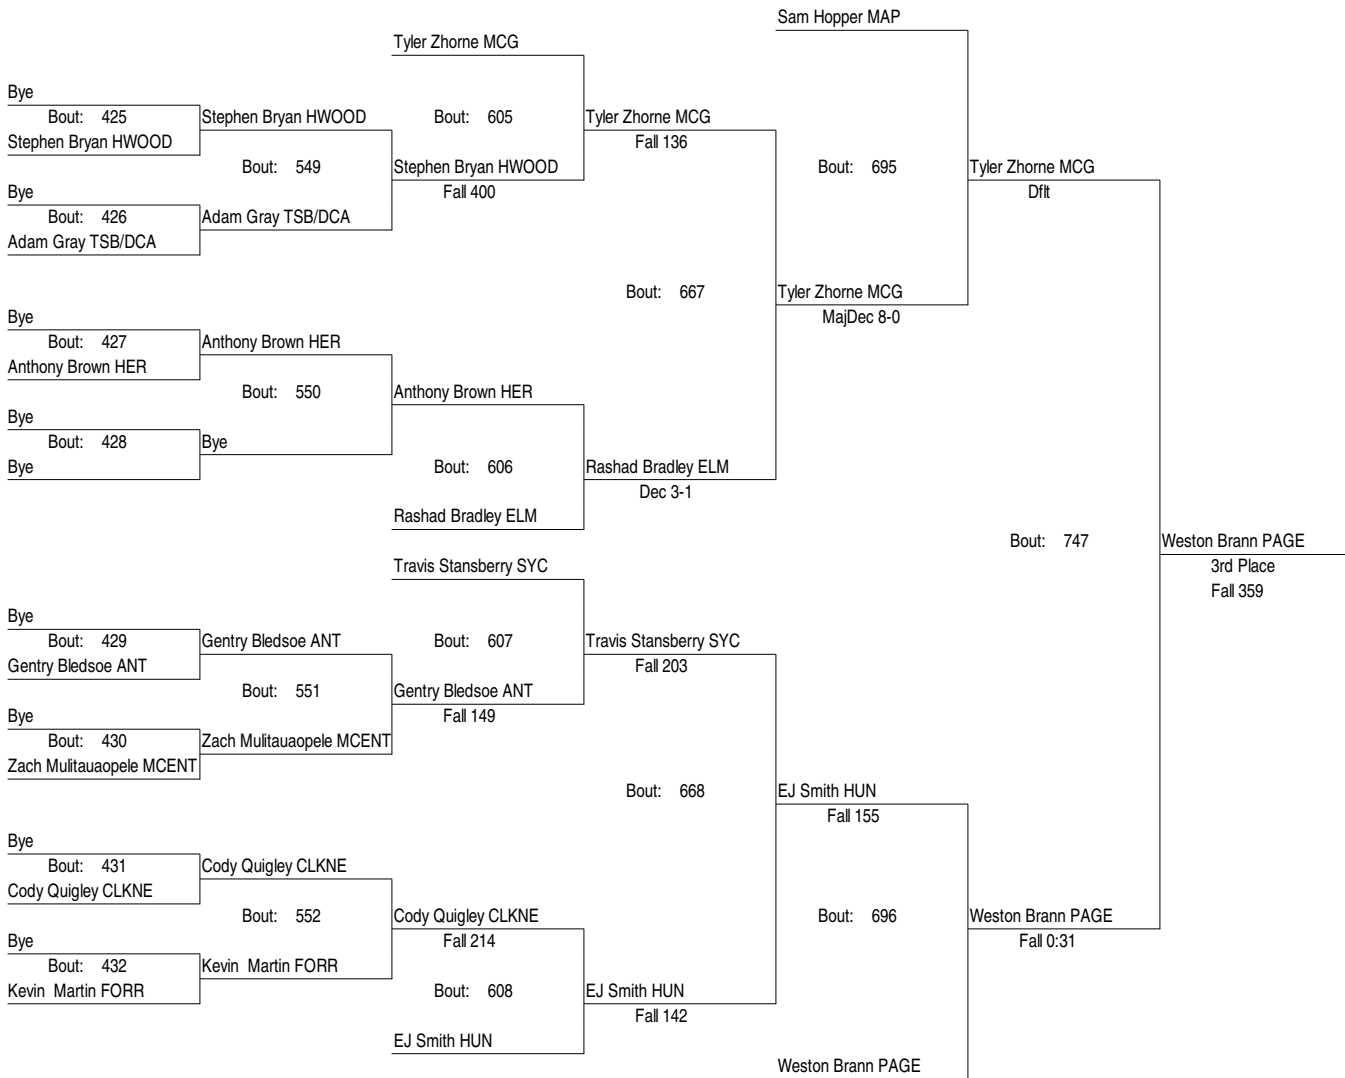 Sam Hopper MAP
Tyler Zhorne MCG
Bye
Bout: 425
Stephen Bryan HWOOD
Bout: 605
Tyler Zhorne MCG
Stephen Bryan HWOOD
Fall 136
Bout: 549
Stephen Bryan HWOOD
Bout: 695
Tyler Zhorne MCG
Bye
Fall 400
Dflt
Bout: 426
Adam Gray TSB/DCA
Adam Gray TSB/DCA
Bout: 667
Tyler Zhorne MCG
Bye
MajDec 8-0
Bout: 427
Anthony Brown HER
Anthony Brown HER
Bout: 550
Anthony Brown HER
Bye
Bout: 428
Bye
Bye
Bout: 606
Rashad Bradley ELM
Dec 3-1
Rashad Bradley ELM
Bout: 747
Weston Brann PAGE
Travis Stansberry SYC
3rd Place
Fall 359
Bye
Bout: 429
Gentry Bledsoe ANT
Bout: 607
Travis Stansberry SYC
Gentry Bledsoe ANT
Fall 203
Bout: 551
Gentry Bledsoe ANT
Bye
Fall 149
Bout: 430
Zach Mulitauaopele MCENT
Zach Mulitauaopele MCENT
Bout: 668
EJ Smith HUN
Fall 155
Bye
Bout: 431
Cody Quigley CLKNE
Cody Quigley CLKNE
Bout: 552
Cody Quigley CLKNE
Bout: 696
Weston Brann PAGE
Bye
Fall 214
Fall 0:31
Bout: 432
Kevin Martin FORR
Kevin Martin FORR
Bout: 608
EJ Smith HUN
Fall 142
EJ Smith HUN
Weston Brann PAGE